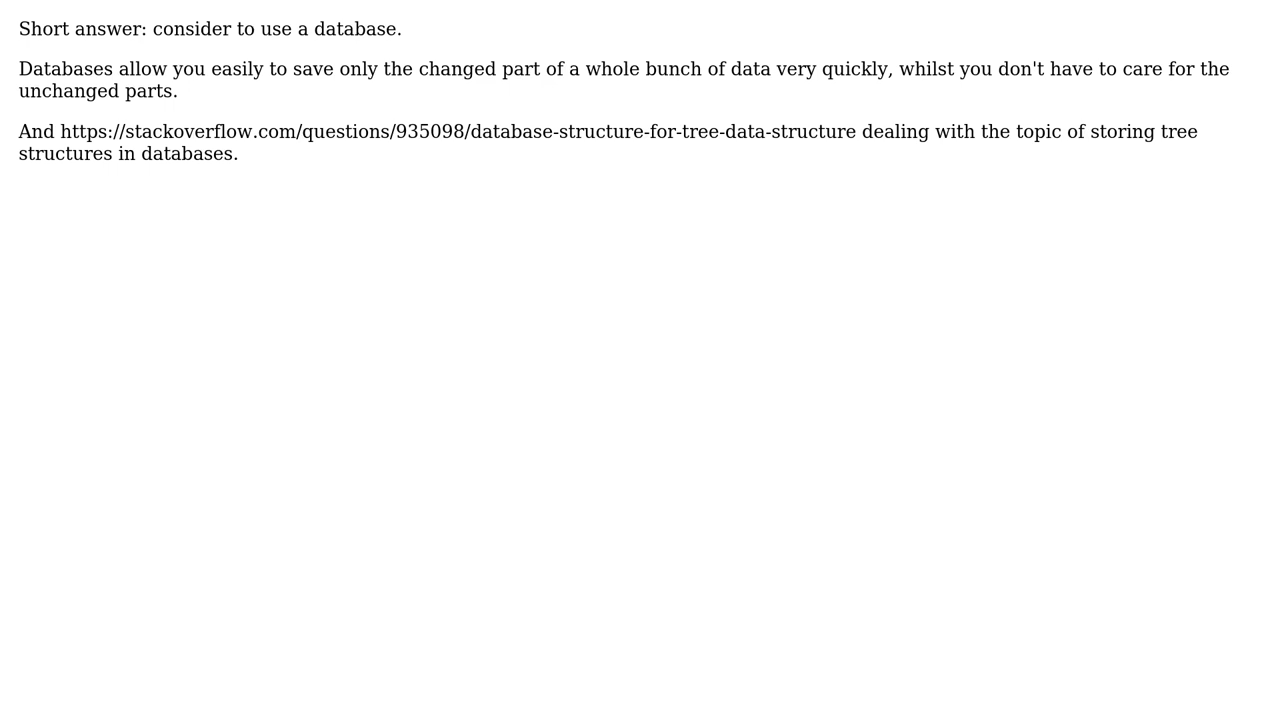 Short answer: consider to use a database.
Databases allow you easily to save only the changed part of a whole bunch of data very quickly, whilst you don't have to care for the
unchanged parts.
And https://stackoverflow.com/questions/935098/database-structure-for-tree-data-structure dealing with the topic of storing tree
structures in databases.